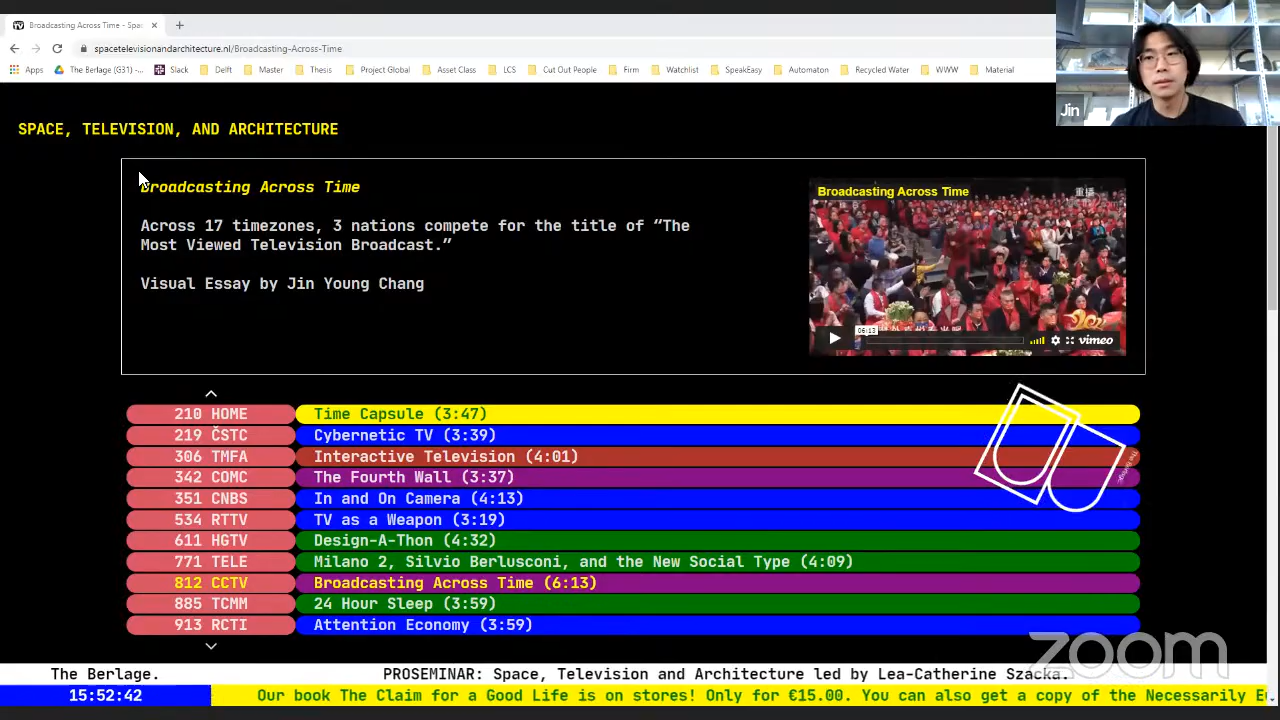 Broadcasting Across Time - Spa
spacetelevisionandarchitecture.nl/Broadcasting-Across-Time
Apps The Berlage (G31) -... Slack Delft Master Thesis Project Global Asset Class LCS Cut Out People Firm Watchlist SpeakEasy Automaton Recycled Water WWW Material
Jin
SPACE, TELEVISION, AND ARCHITECTURE
Broadcasting Across Time
Across 17 timezones, 3 nations compete for the title of “The
Most Viewed Television Broadcast.”
Visual Essay by Jin Young Chang
Broadcasting Across Time
重播
06:13
vimeo
210 HOME Time Capsule (3:47)
219 ČSTC Cybernetic TV (3:39)
306 TMFA Interactive Television (4:01)
342 COMC The Fourth Wall (3:37)
351 CNBS In and On Camera (4:13)
534 RTTV TV as a Weapon (3:19)
611 HGTV Design-A-Thon (4:32)
771 TELE Milano 2, Silvio Berlusconi, and the New Social Type (4:09)
812 CCTV Broadcasting Across Time (6:13)
885 TCMM 24 Hour Sleep (3:59)
913 RCTI Attention Economy (3:59)
The Berlage.
zoom
The Berlage. PROSEMINAR: Space, Television and Architecture led by Lea-Catherine Szacka.
15:52:42 Our book The Claim for a Good Life is on stores! Only for €15.00. You can also get a copy of the Necessarily E